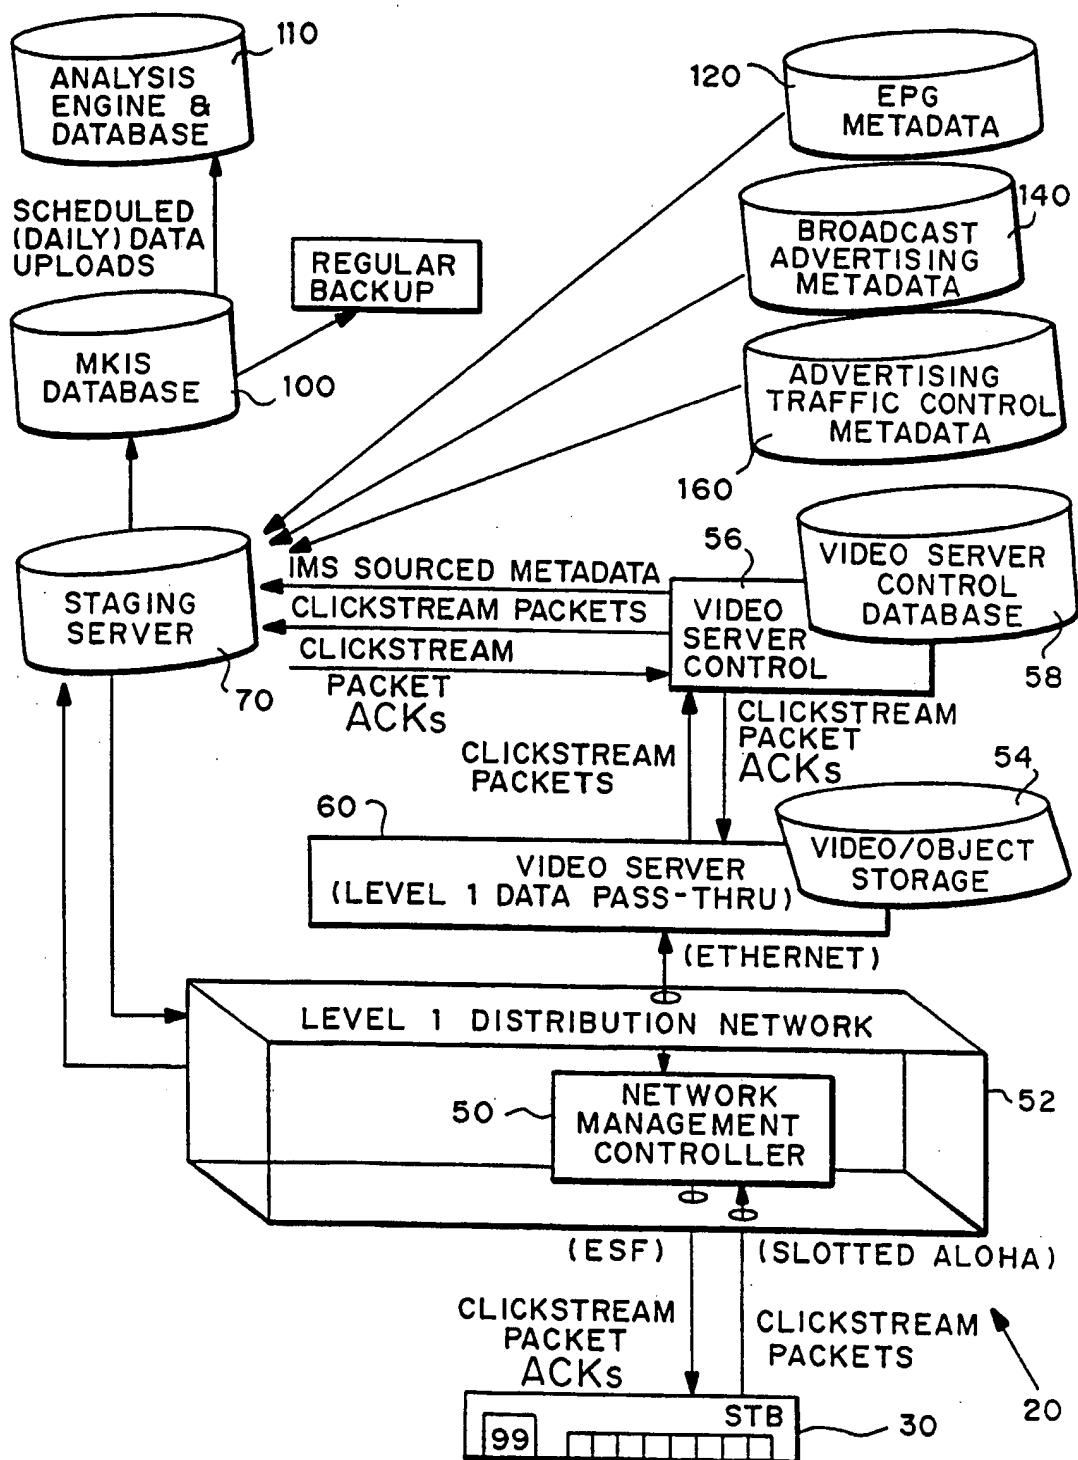 110
ANALYSIS
ENGINE &
DATABASE
120
EPG
METADATA
SCHEDULED
(DAILY) DATA
UPLOADS
140
BROADCAST
ADVERTISING
METADATA
REGULAR
BACKUP
MKIS
DATABASE
100
ADVERTISING
TRAFFIC CONTROL
METADATA
160
STAGING
SERVER
70
IMS SOURCED METADATA
CLICKSTREAM PACKETS
CLICKSTREAM
PACKET
ACKs
56
VIDEO
SERVER
CONTROL
VIDEO SERVER
CONTROL
DATABASE
58
CLICKSTREAM
PACKETS
CLICKSTREAM
PACKET
ACKs
54
VIDEO/OBJECT
STORAGE
60
VIDEO SERVER
(LEVEL 1 DATA PASS-THRU)
(ETHERNET)
LEVEL 1 DISTRIBUTION NETWORK
50
NETWORK
MANAGEMENT
CONTROLLER
52
(ESF)
(SLOTTED ALOHA)
CLICKSTREAM
PACKET
ACKs
CLICKSTREAM
PACKETS
20
STB
99
30